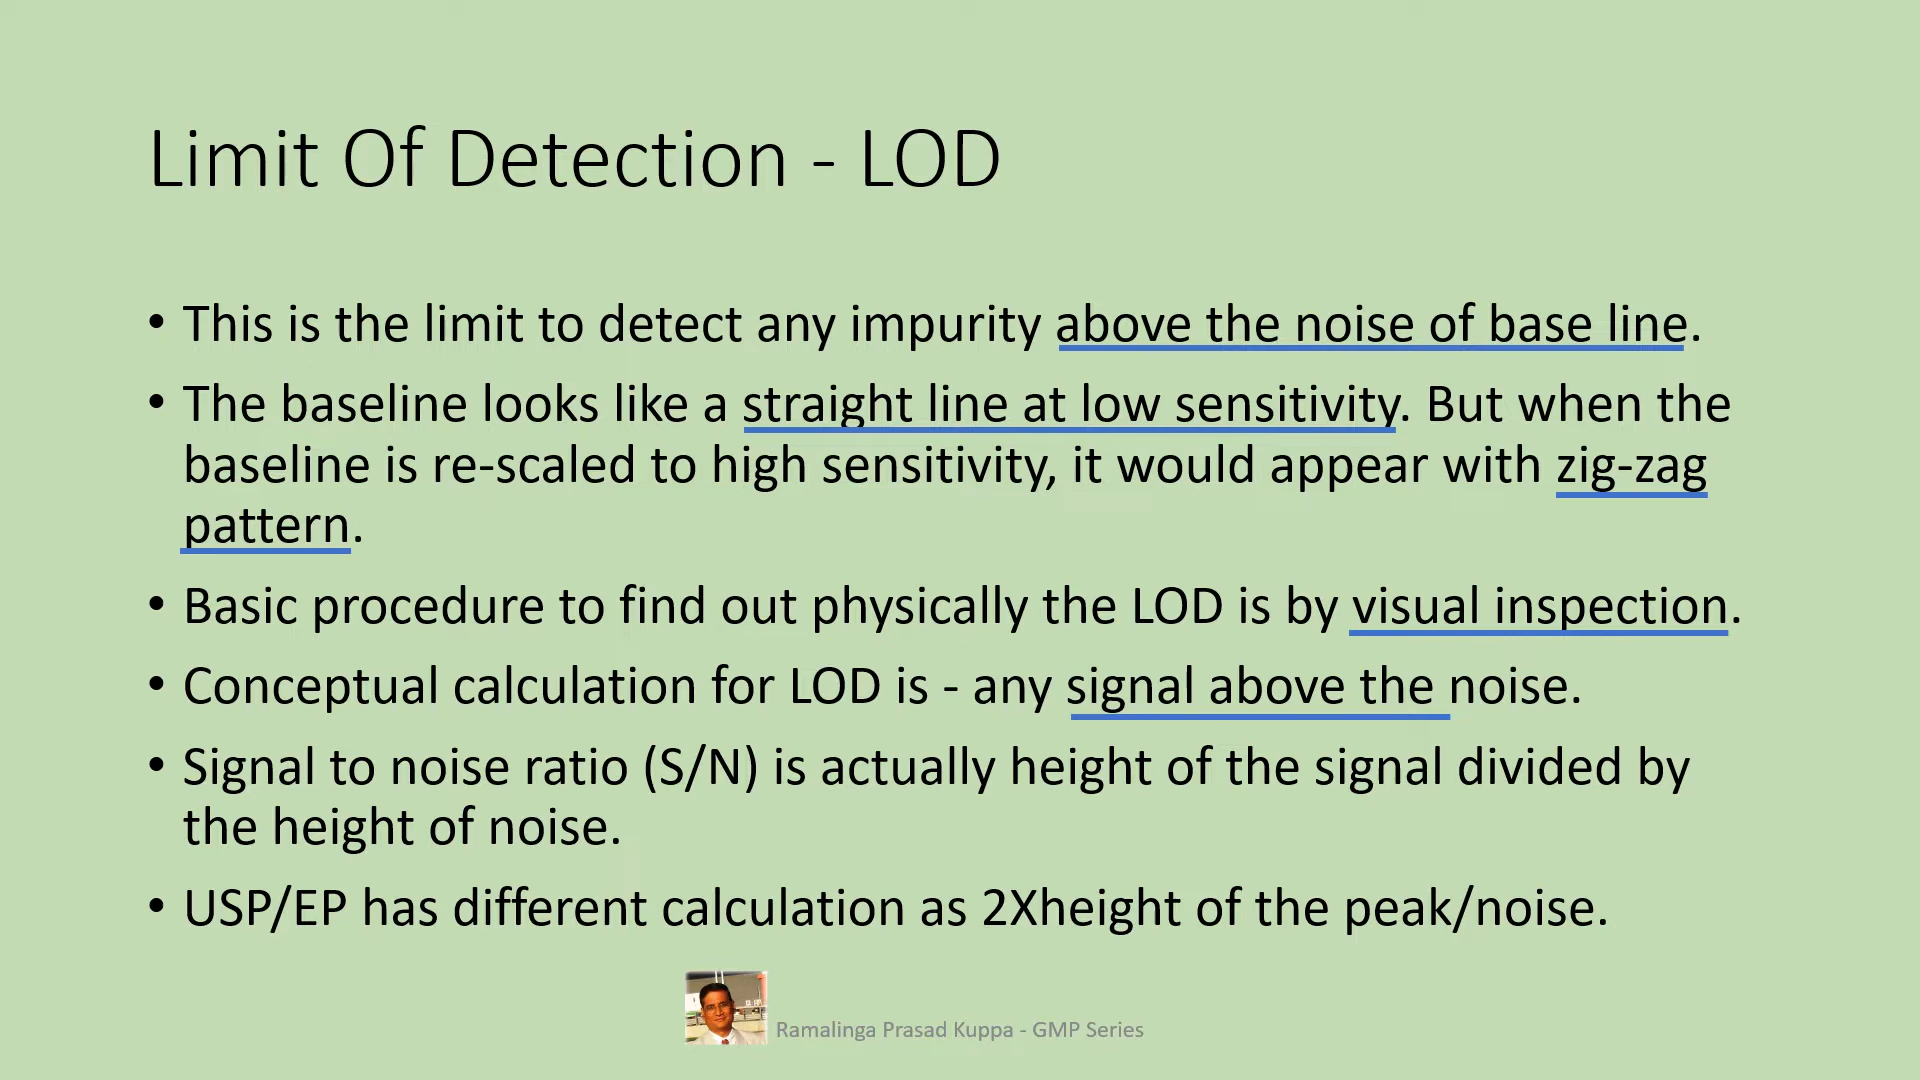 Limit Of Detection - LOD
• This is the limit to detect any impurity above the noise of base line.
• The baseline looks like a straight line at low sensitivity. But when the
baseline is re-scaled to high sensitivity, it would appear with zig-zag
pattern.
• Basic procedure to find out physically the LOD is by visual inspection.
• Conceptual calculation for LOD is - any signal above the noise.
• Signal to noise ratio (S/N) is actually height of the signal divided by
the height of noise.
• USP/EP has different calculation as 2Xheight of the peak/noise.
Ramalinga Prasad Kuppa - GMP Series